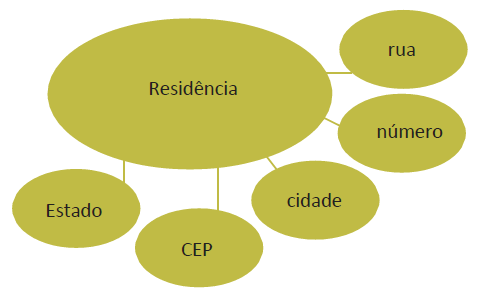 Residência
rua
número
cidade
CEP
Estado